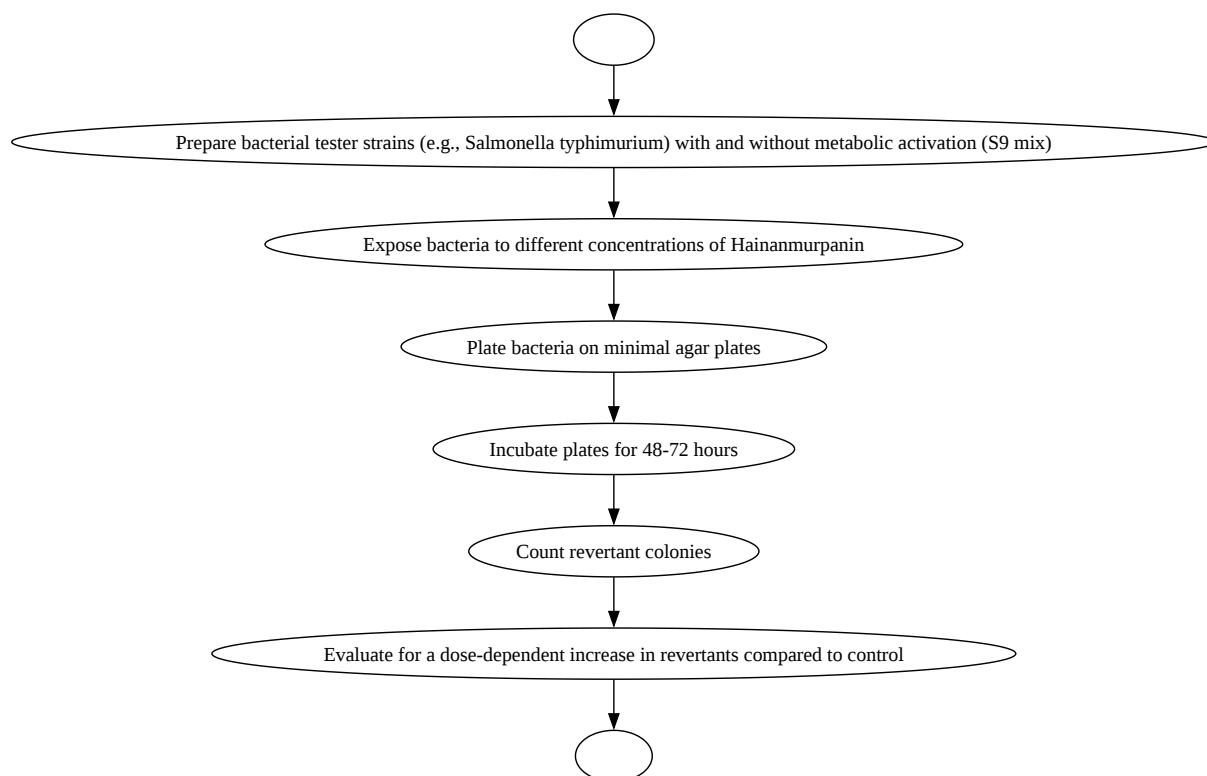 Prepare bacterial tester strains (e.g., Salmonella typhimurium) with and without metabolic activation (S9 mix)
Expose bacteria to different concentrations of Hainanmurpanin
Plate bacteria on minimal agar plates
Incubate plates for 48-72 hours
Count revertant colonies
Evaluate for a dose-dependent increase in revertants compared to control